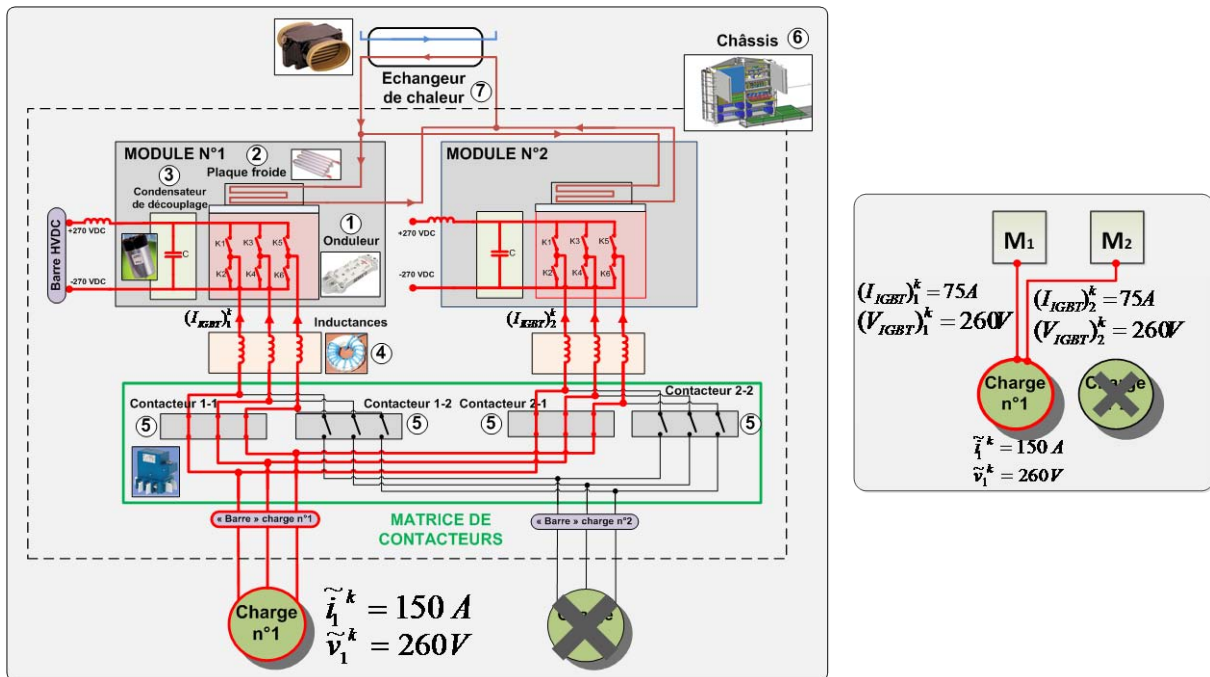 Châssis 6
Echangeur
de chaleur 7
MODULE N°1
2
Plaque froide
3
Condensateur
de découplage
Barre HVDC
+270 VDC
-270 VDC
C
K1 K3 K5
K2 K4 K6
1
Onduleur
MODULE N°2
+270 VDC
-270 VDC
C
K1 K3 K5
K2 K4 K6
(I_IGBT)_1^k
Inductances
4
(I_IGBT)_2^k
Contacteur 1-1
5
Contacteur 1-2
5
Contacteur 2-1
5
Contacteur 2-2
5
« Barre » charge n°1
MATRICE DE
CONTACTEURS
« Barre » charge n°2
Charge
n°1
ĩ_1^k = 150 A
ṽ_1^k = 260V
M1
M2
(I_IGBT)_1^k = 75A
(V_IGBT)_1^k = 260V
(I_IGBT)_2^k = 75A
(V_IGBT)_2^k = 260V
Charge
n°1
ĩ_1^k = 150 A
ṽ_1^k = 260V